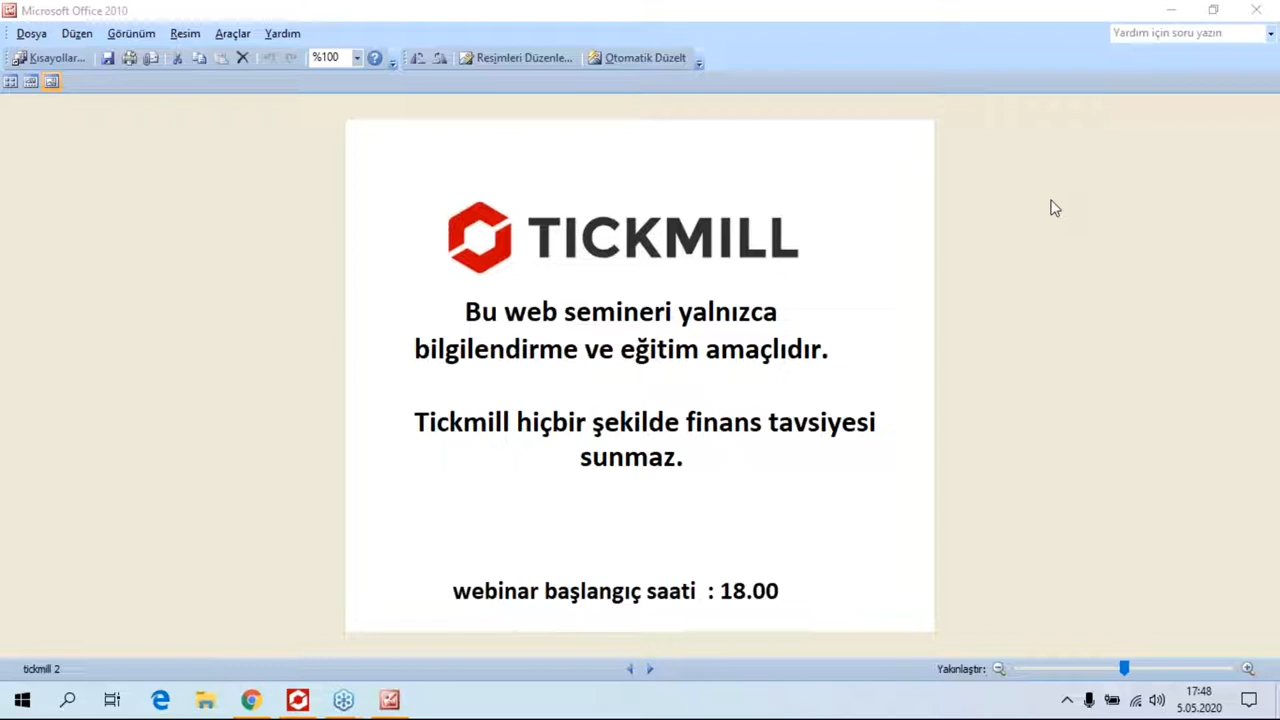 Microsoft Office 2010
Dosya Düzen Görünüm Resim Araçlar Yardım
Yardım için soru yazın
Kısayollar... %100 Resimleri Düzenle... Otomatik Düzelt
TICKMILL
Bu web semineri yalnızca
bilgilendirme ve eğitim amaçlıdır.
Tickmill hiçbir şekilde finans tavsiyesi
sunmaz.
webinar başlangıç saati : 18.00
tickmill 2
Yakınlaştır:
17:48
5.05.2020